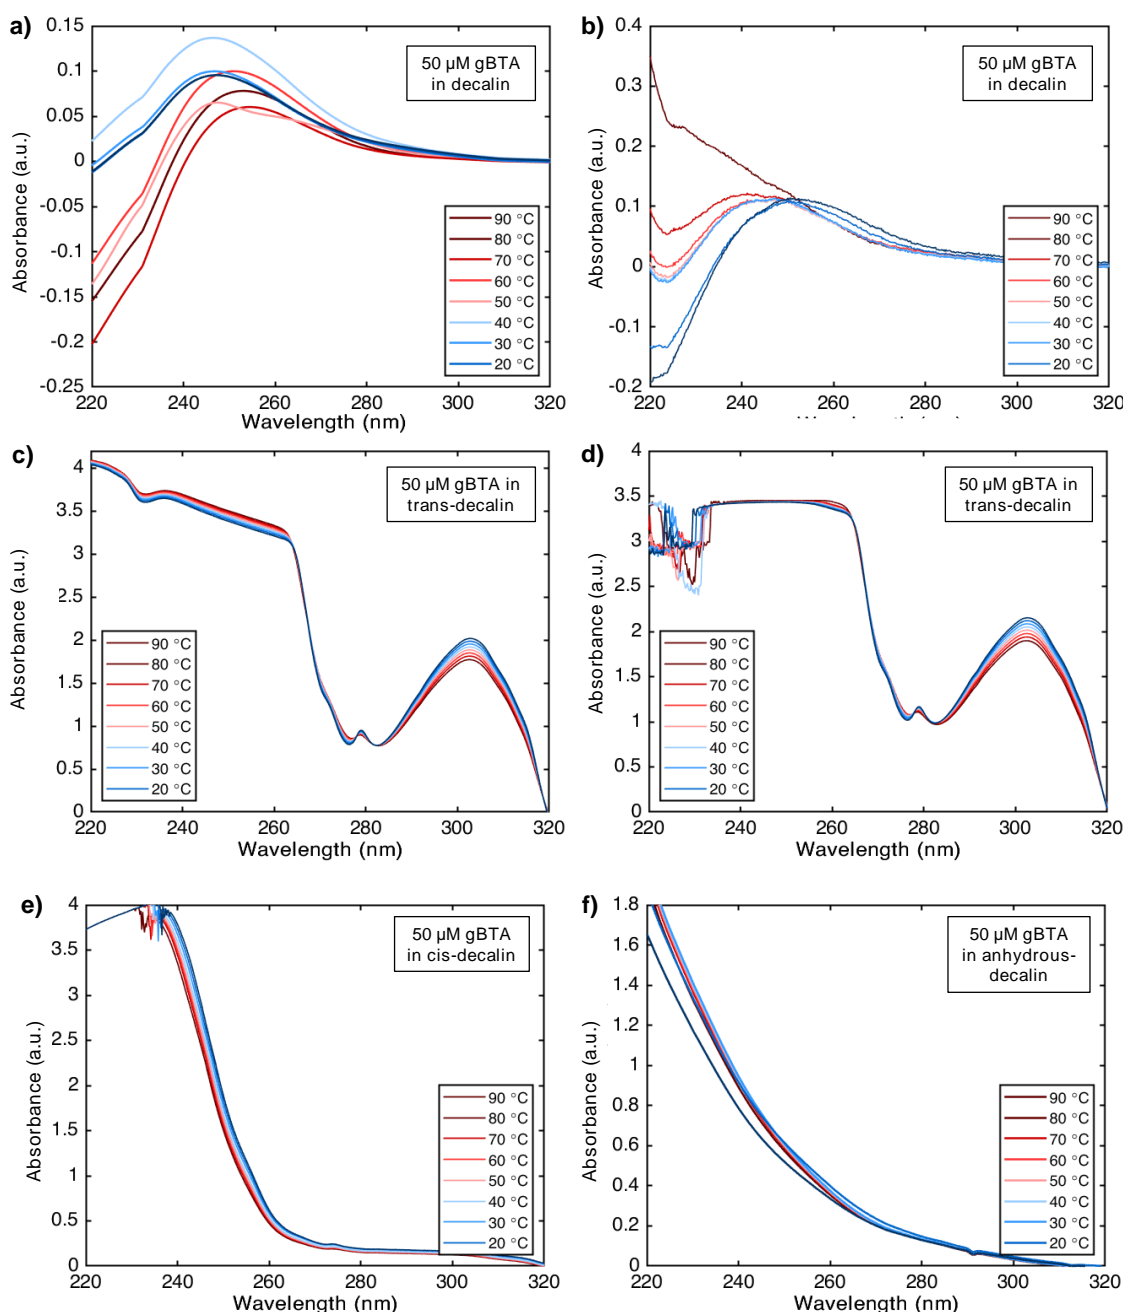 a)
0.15
0.1
0.05
0
-0.05
-0.1
-0.15
-0.2
-0.25
Absorbance (a.u.)
50 µM gBTA
in decalin
90 °C
80 °C
70 °C
60 °C
50 °C
40 °C
30 °C
20 °C
220 240 260 280 300 320
Wavelength (nm)
b)
0.4
0.3
0.2
0.1
0
-0.1
-0.2
Absorbance (a.u.)
50 µM gBTA
in decalin
90 °C
80 °C
70 °C
60 °C
50 °C
40 °C
30 °C
20 °C
220 240 260 280 300 320
c)
4
3.5
3
2.5
2
1.5
1
0.5
0
Absorbance (a.u.)
50 µM gBTA in
trans-decalin
90 °C
80 °C
70 °C
60 °C
50 °C
40 °C
30 °C
20 °C
220 240 260 280 300 320
Wavelength (nm)
d)
4
3.5
3
2.5
2
1.5
1
0.5
0
Absorbance (a.u.)
50 µM gBTA in
trans-decalin
90 °C
80 °C
70 °C
60 °C
50 °C
40 °C
30 °C
20 °C
220 240 260 280 300 320
Wavelength (nm)
e)
4
3.5
3
2.5
2
1.5
1
0.5
0
Absorbance (a.u.)
50 µM gBTA
in cis-decalin
90 °C
80 °C
70 °C
60 °C
50 °C
40 °C
30 °C
20 °C
220 240 260 280 300 320
Wavelength (nm)
f)
1.8
1.6
1.4
1.2
1
0.8
0.6
0.4
0.2
0
Absorbance (a.u.)
50 µM gBTA
in anhydrous-
decalin
90 °C
80 °C
70 °C
60 °C
50 °C
40 °C
30 °C
20 °C
220 240 260 280 300 320
Wavelength (nm)